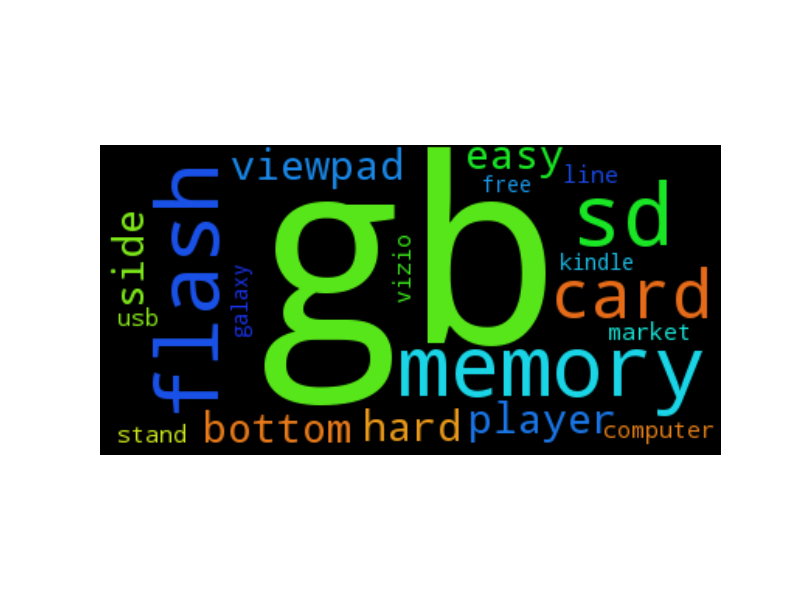 viewpad
easy
free
line
flash
gb
sd
side
vizio
kindle
galaxy
card
usb
market
memory
stand
bottom
hard
player
computer